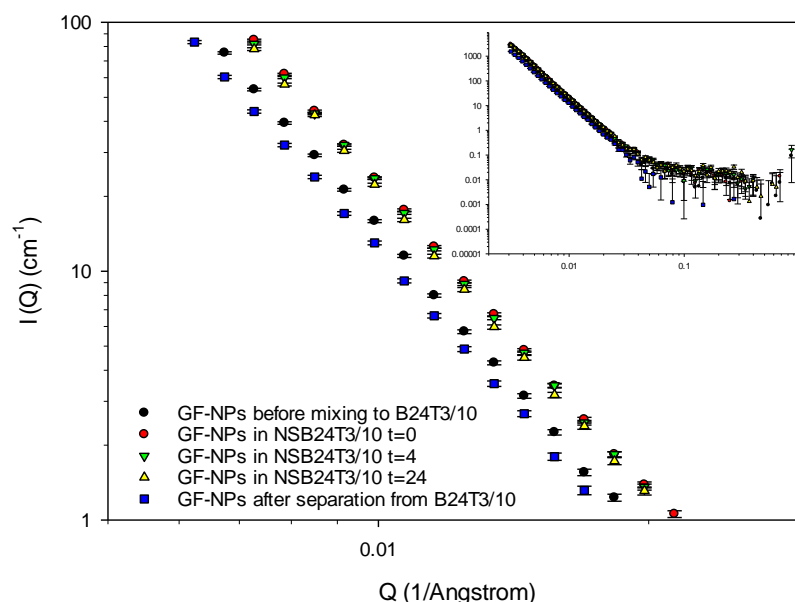 100
10
1
I (Q) (cm-1)
0.01
Q (1/Angstrom)
GF-NPs before mixing to B24T3/10
GF-NPs in NSB24T3/10 t=0
GF-NPs in NSB24T3/10 t=4
GF-NPs in NSB24T3/10 t=24
GF-NPs after separation from B24T3/10
1000
100
10
1
0.1
0.01
0.001
0.0001
0.00001
0.01 0.1